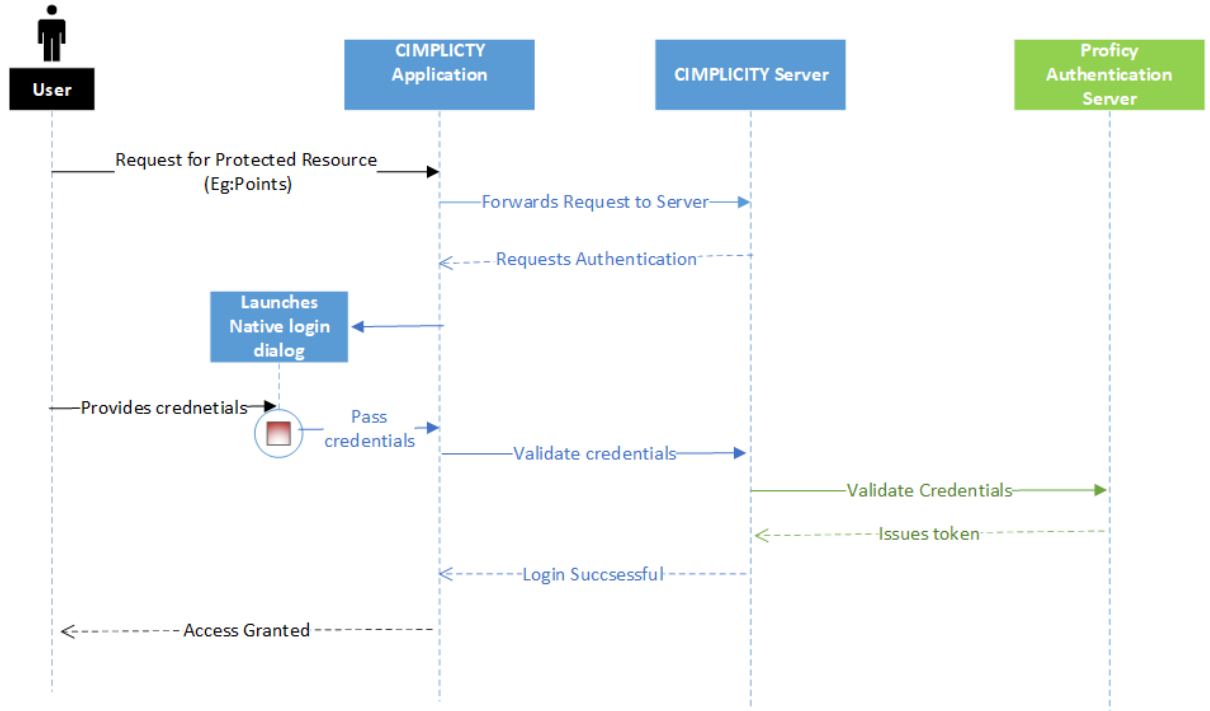 User
CIMPLICTY
Application
CIMPLICITY Server
Proficy
Authentication
Server
Request for Protected Resource
(Eg:Points)
Forwards Request to Server
Requests Authentication
Launches
Native login
dialog
Provides crednetials
Pass
credentials
Validate credentials
Validate Credentials
Issues token
Login Succsessful
Access Granted